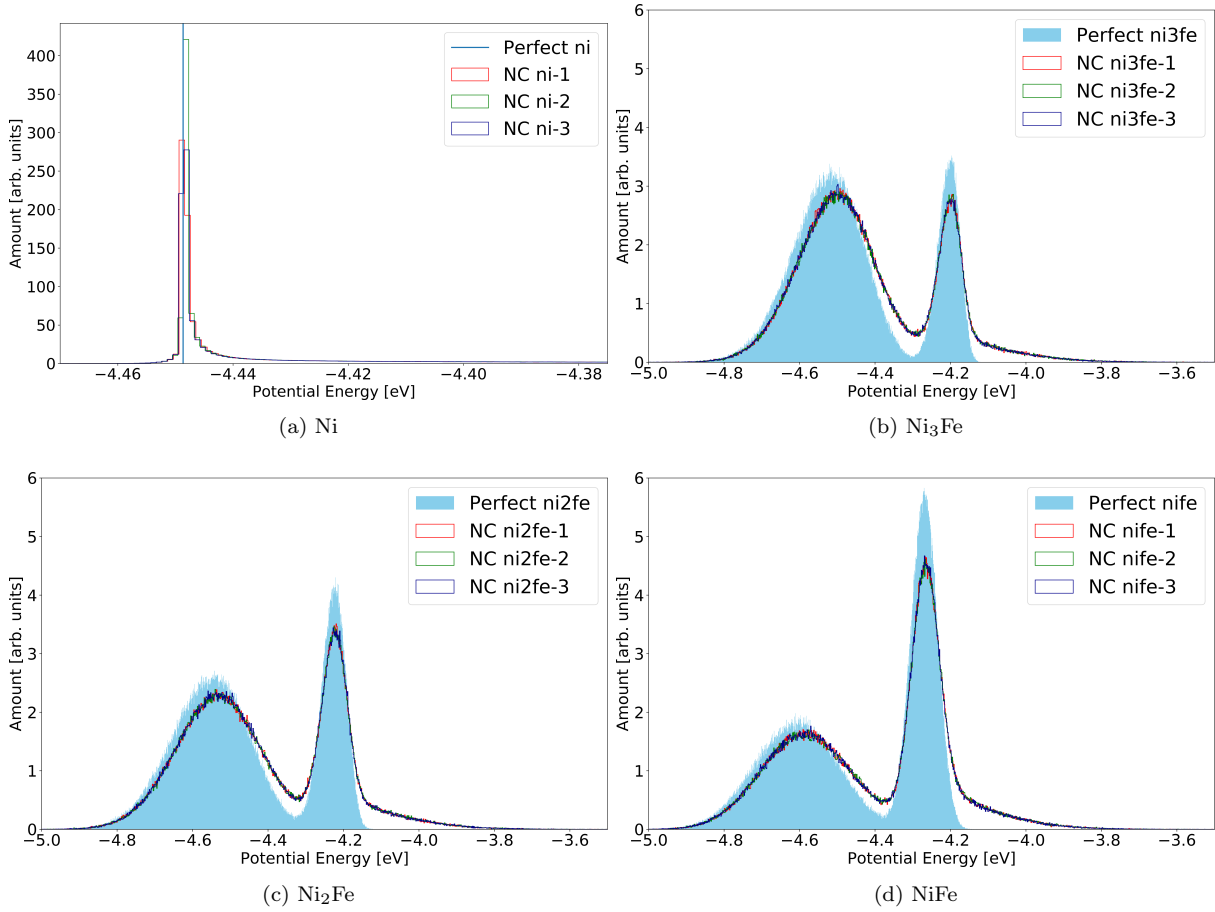 Amount [arb. units]
400
350
300
250
200
150
100
50
0
Perfect ni
NC ni-1
NC ni-2
NC ni-3
−4.46
−4.44
−4.42
−4.40
−4.38
Potential Energy [eV]
(a) Ni
Amount [arb. units]
6
5
4
3
2
1
0
Perfect ni3fe
NC ni3fe-1
NC ni3fe-2
NC ni3fe-3
−5.0
−4.8
−4.6
−4.4
−4.2
−4.0
−3.8
−3.6
Potential Energy [eV]
(b) Ni₃Fe
Amount [arb. units]
6
5
4
3
2
1
0
Perfect ni2fe
NC ni2fe-1
NC ni2fe-2
NC ni2fe-3
−5.0
−4.8
−4.6
−4.4
−4.2
−4.0
−3.8
−3.6
Potential Energy [eV]
(c) Ni₂Fe
Amount [arb. units]
6
5
4
3
2
1
0
Perfect nife
NC nife-1
NC nife-2
NC nife-3
−5.0
−4.8
−4.6
−4.4
−4.2
−4.0
−3.8
−3.6
Potential Energy [eV]
(d) NiFe